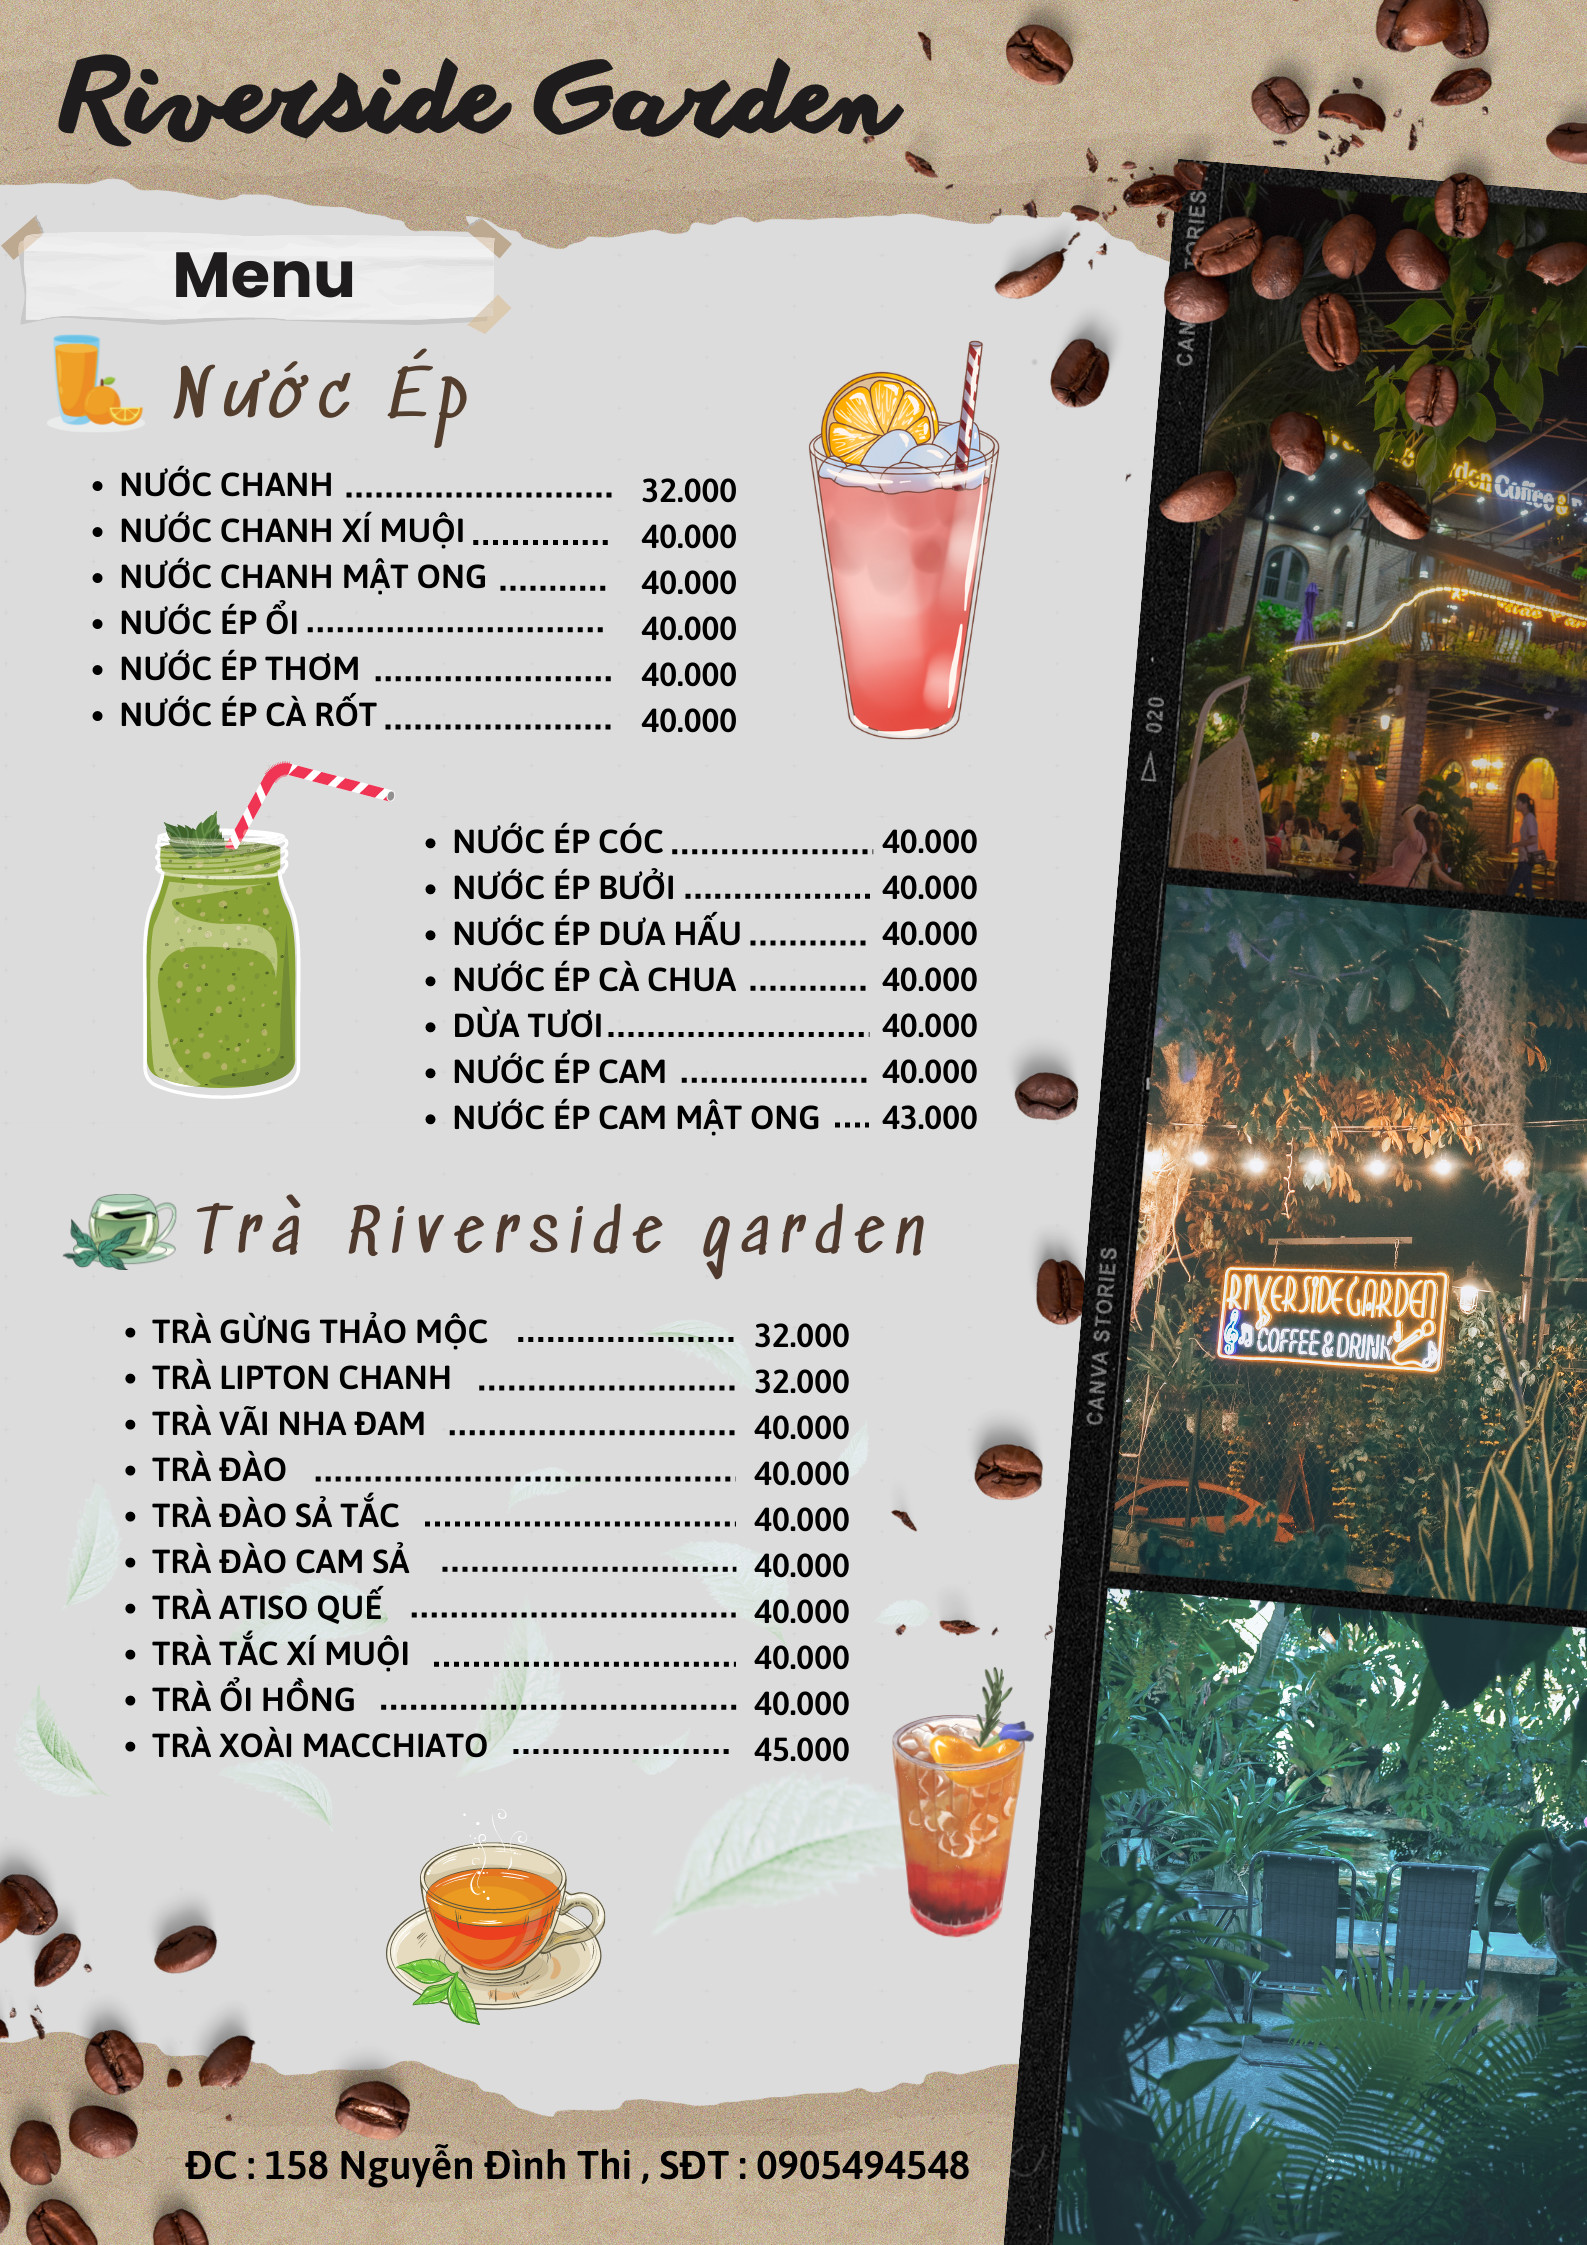 Riverside Garden
Menu
Nước Ép
• NƯỚC CHANH ........................... 32.000
• NƯỚC CHANH XÍ MUỘI .............. 40.000
• NƯỚC CHANH MẬT ONG ........... 40.000
• NƯỚC ÉP ỔI .............................. 40.000
• NƯỚC ÉP THƠM ........................ 40.000
• NƯỚC ÉP CÀ RỐT ....................... 40.000
• NƯỚC ÉP CÓC ..................... 40.000
• NƯỚC ÉP BƯỞI ................... 40.000
• NƯỚC ÉP DƯA HẤU ............ 40.000
• NƯỚC ÉP CÀ CHUA ............ 40.000
• DỪA TƯƠI ........................... 40.000
• NƯỚC ÉP CAM ................... 40.000
• NƯỚC ÉP CAM MẬT ONG .... 43.000
Trà Riverside garden
• TRÀ GỪNG THẢO MỘC ...................... 32.000
• TRÀ LIPTON CHANH .......................... 32.000
• TRÀ VÃI NHA ĐAM ............................. 40.000
• TRÀ ĐÀO ........................................... 40.000
• TRÀ ĐÀO SẢ TẮC ................................ 40.000
• TRÀ ĐÀO CAM SẢ .............................. 40.000
• TRÀ ATISO QUẾ ................................. 40.000
• TRÀ TẮC XÍ MUỘI ............................... 40.000
• TRÀ ỔI HỒNG .................................... 40.000
• TRÀ XOÀI MACCHIATO ...................... 45.000
ĐC : 158 Nguyễn Đình Thi , SĐT : 0905494548
020
CANVA STORIES
RIVERSIDE GARDEN
COFFEE & DRINK